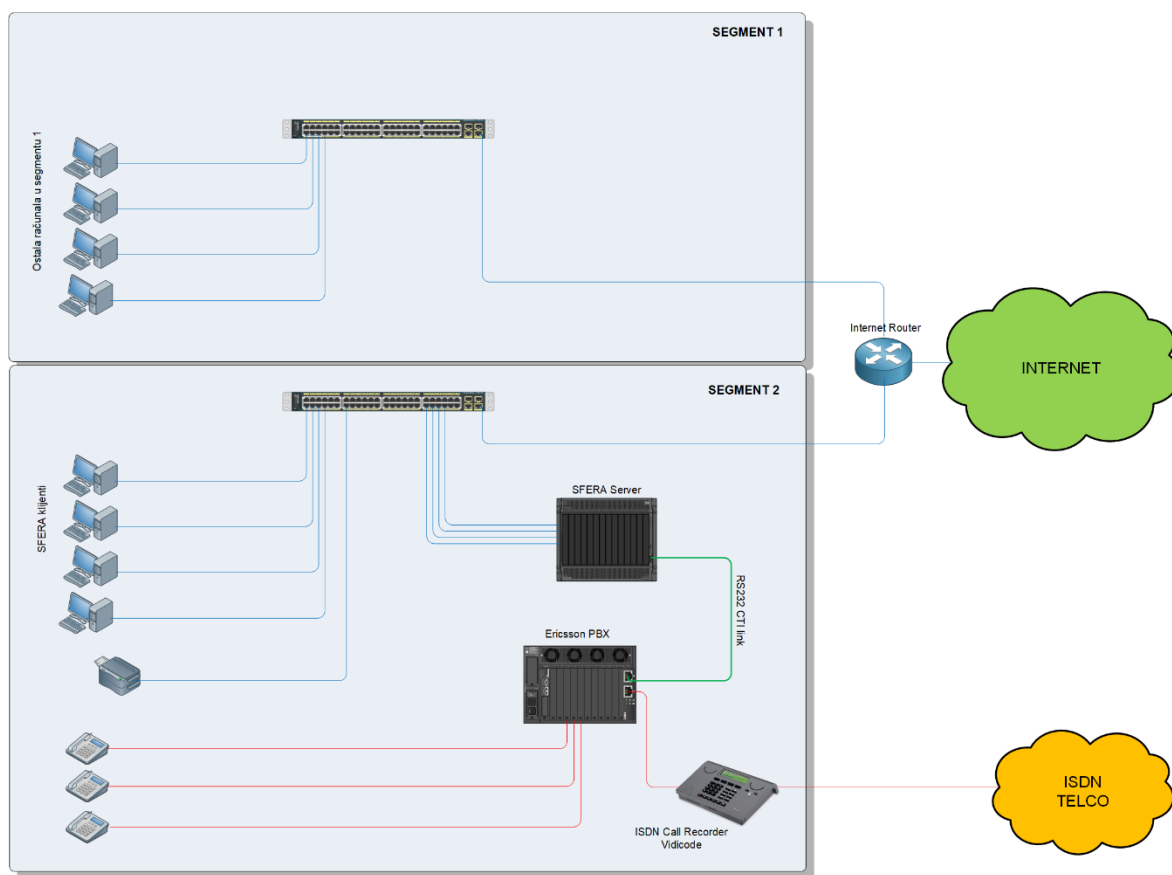 SEGMENT 1
Ostala računala u segmentu 1
Internet Router
INTERNET
SEGMENT 2
SFERA klijenti
SFERA Server
RS232 CTI link
Ericsson PBX
ISDN Call Recorder
Vidicode
ISDN
TELCO